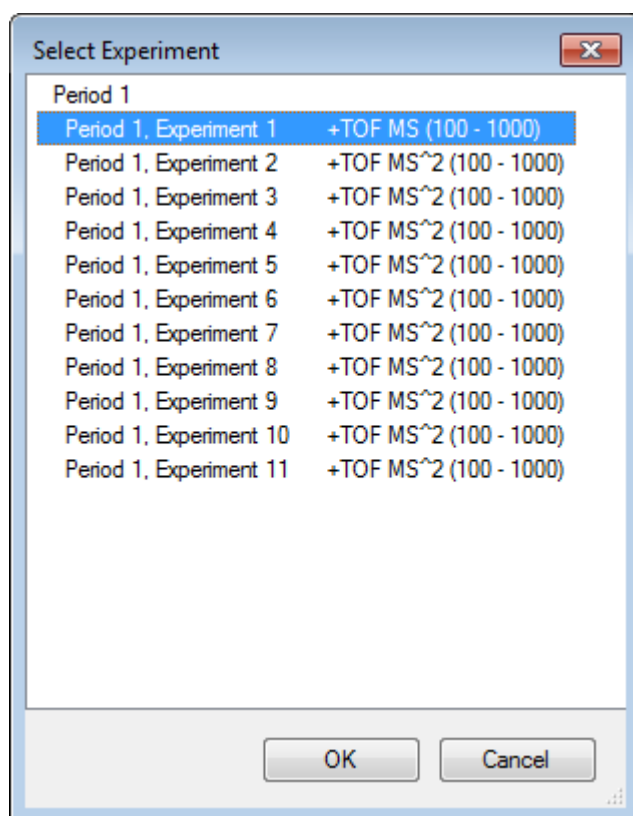 Select Experiment
Period 1
Period 1, Experiment 1 +TOF MS (100 - 1000)
Period 1, Experiment 2 +TOF MS^2 (100 - 1000)
Period 1, Experiment 3 +TOF MS^2 (100 - 1000)
Period 1, Experiment 4 +TOF MS^2 (100 - 1000)
Period 1, Experiment 5 +TOF MS^2 (100 - 1000)
Period 1, Experiment 6 +TOF MS^2 (100 - 1000)
Period 1, Experiment 7 +TOF MS^2 (100 - 1000)
Period 1, Experiment 8 +TOF MS^2 (100 - 1000)
Period 1, Experiment 9 +TOF MS^2 (100 - 1000)
Period 1, Experiment 10 +TOF MS^2 (100 - 1000)
Period 1, Experiment 11 +TOF MS^2 (100 - 1000)
OK Cancel